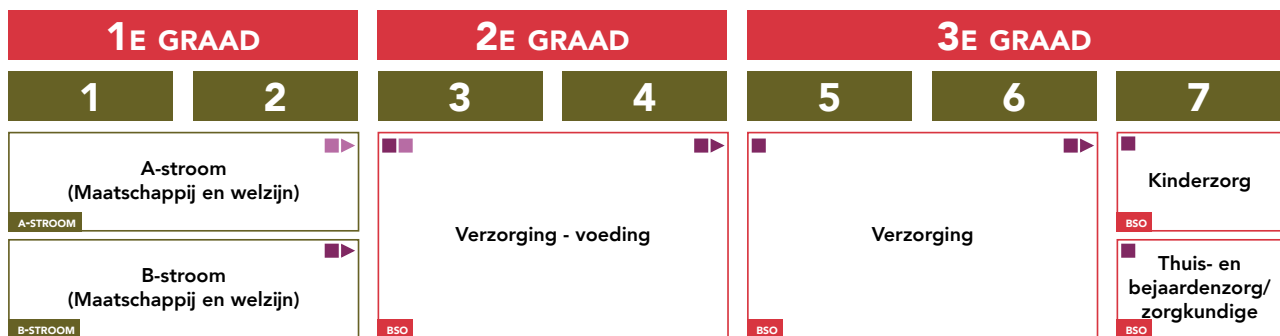 1E GRAAD
2E GRAAD
3E GRAAD
1
2
3
4
5
6
7
A-stroom
(Maatschappij en welzijn)
A-STROOM
B-stroom
(Maatschappij en welzijn)
B-STROOM
Verzorging - voeding
BSO
Verzorging
BSO
Kinderzorg
BSO
Thuis- en
bejaardenzorg/
zorgkundige
BSO